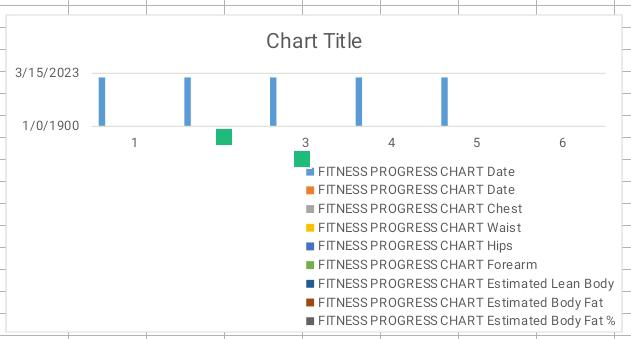 Chart Title
3/15/2023
1/0/1900
1 3 4 5 6
FITNESS PROGRESS CHART Date
FITNESS PROGRESS CHART Date
FITNESS PROGRESS CHART Chest
FITNESS PROGRESS CHART Waist
FITNESS PROGRESS CHART Hips
FITNESS PROGRESS CHART Forearm
FITNESS PROGRESS CHART Estimated Lean Body
FITNESS PROGRESS CHART Estimated Body Fat
FITNESS PROGRESS CHART Estimated Body Fat %